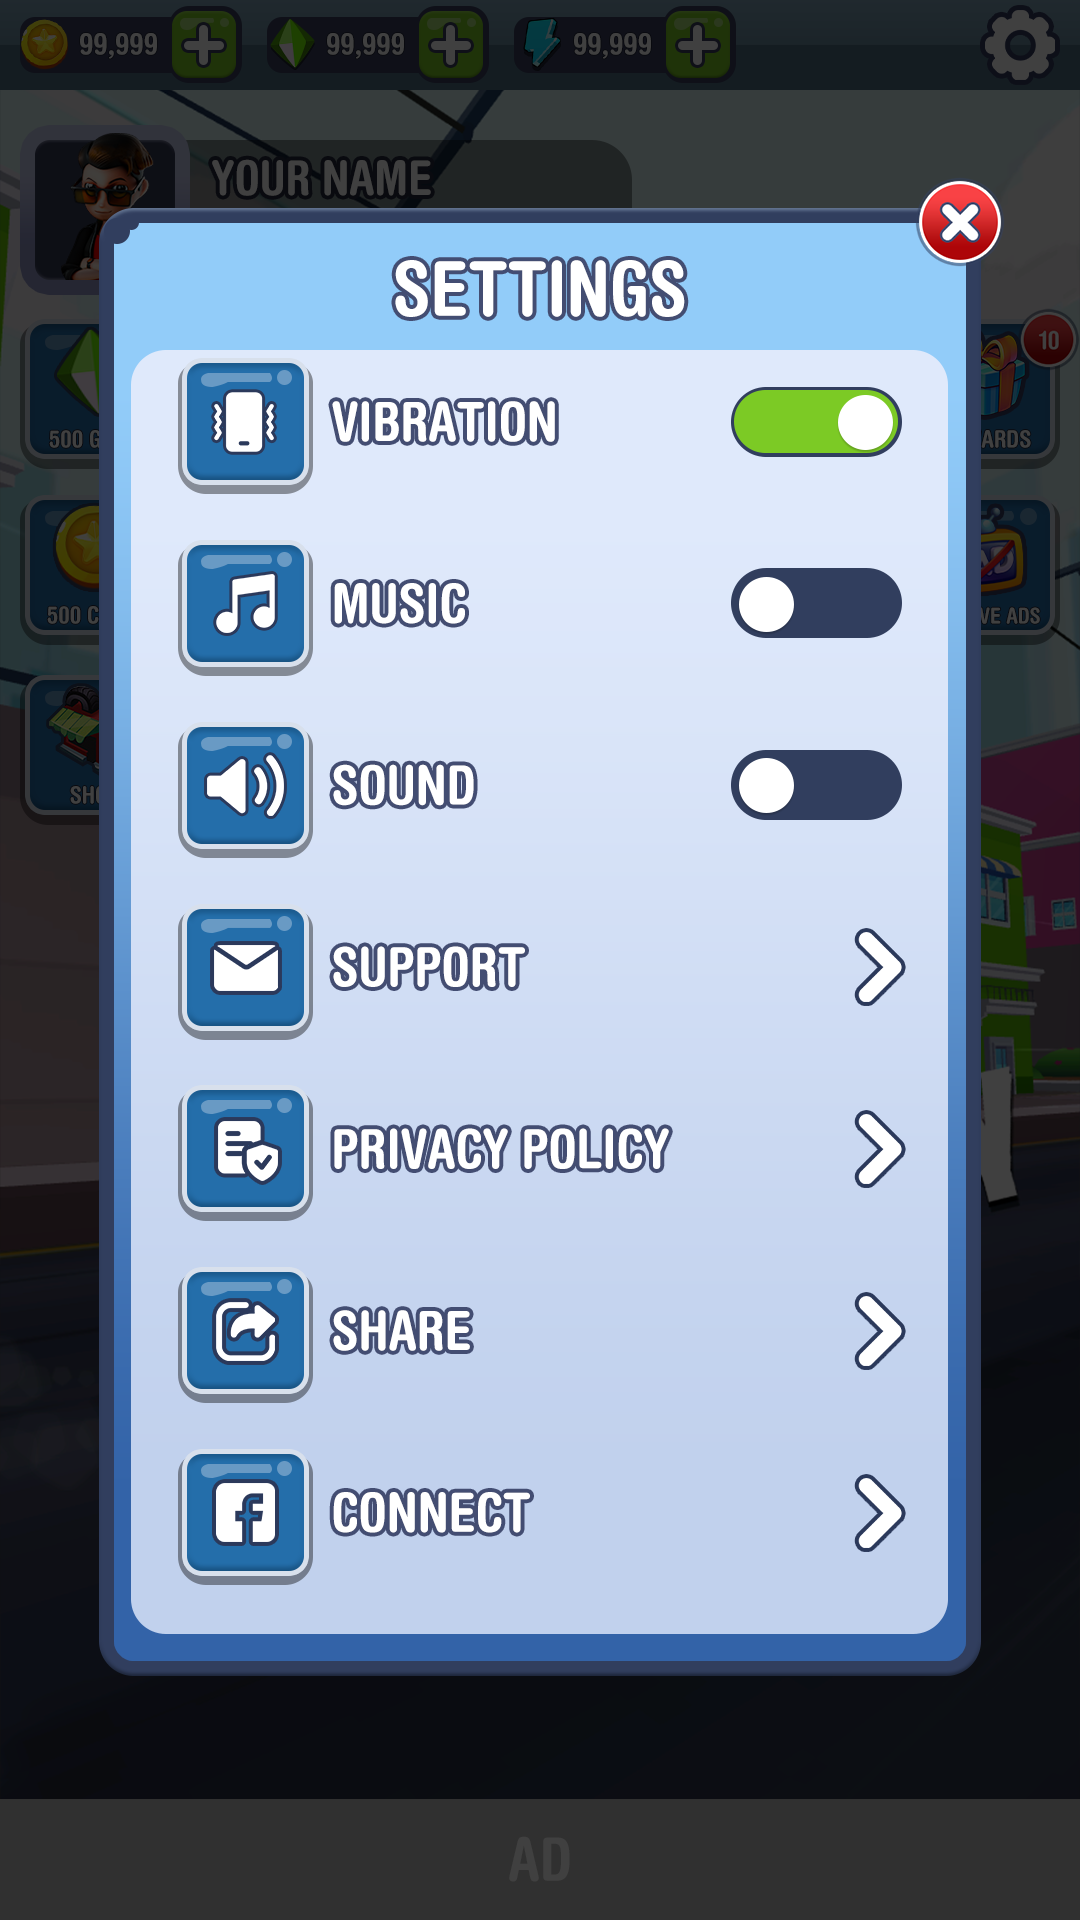 99,999 99,999 99,999
YOUR NAME
SETTINGS
10
VIBRATION
500 G
ARDS
MUSIC
500 C
VE ADS
SOUND
SH
SUPPORT
PRIVACY POLICY
SHARE
CONNECT
AD